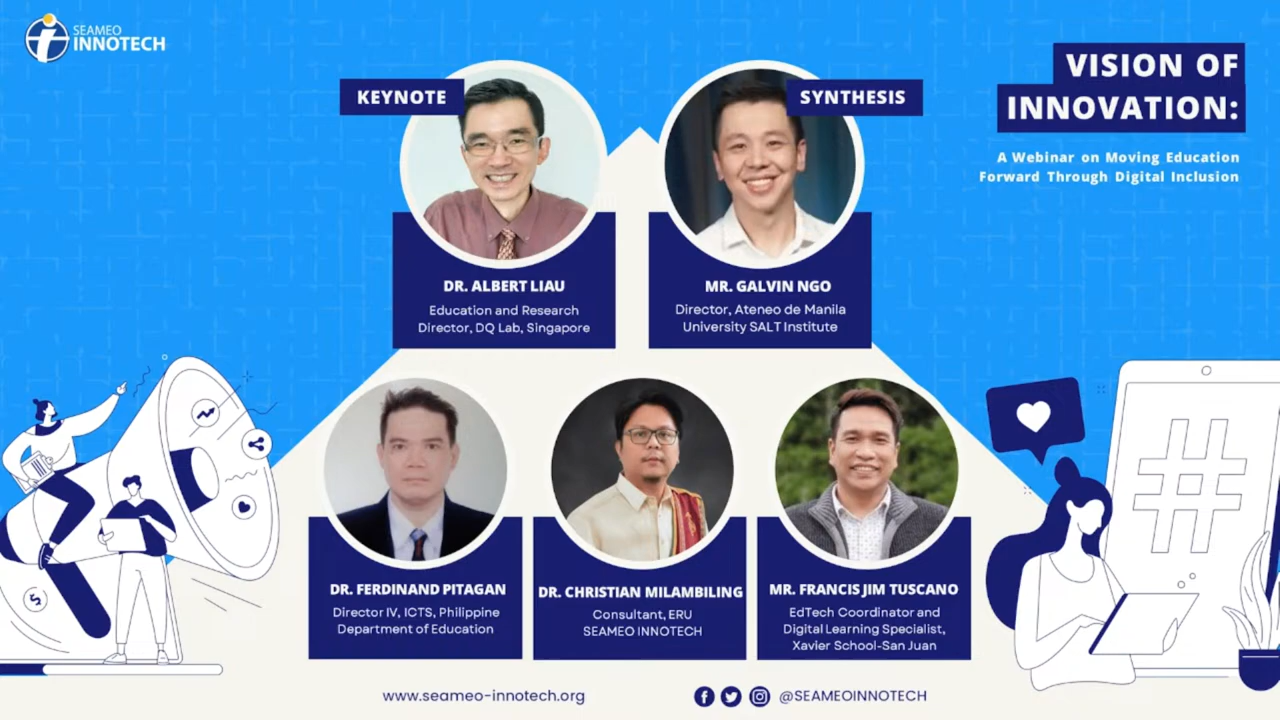 SEAMEO
INNOTECH
VISION OF
INNOVATION:
A Webinar on Moving Education
Forward Through Digital Inclusion
KEYNOTE
SYNTHESIS
DR. ALBERT LIAU
Education and Research
Director, DQ Lab, Singapore
MR. GALVIN NGO
Director, Ateneo de Manila
University SALT Institute
DR. FERDINAND PITAGAN
Director IV, ICTS, Philippine
Department of Education
DR. CHRISTIAN MILAMBILING
Consultant, ERU
SEAMEO INNOTECH
MR. FRANCIS JIM TUSCANO
EdTech Coordinator and
Digital Learning Specialist,
Xavier School-San Juan
#
www.seameo-innotech.org
@SEAMEOINNOTECH